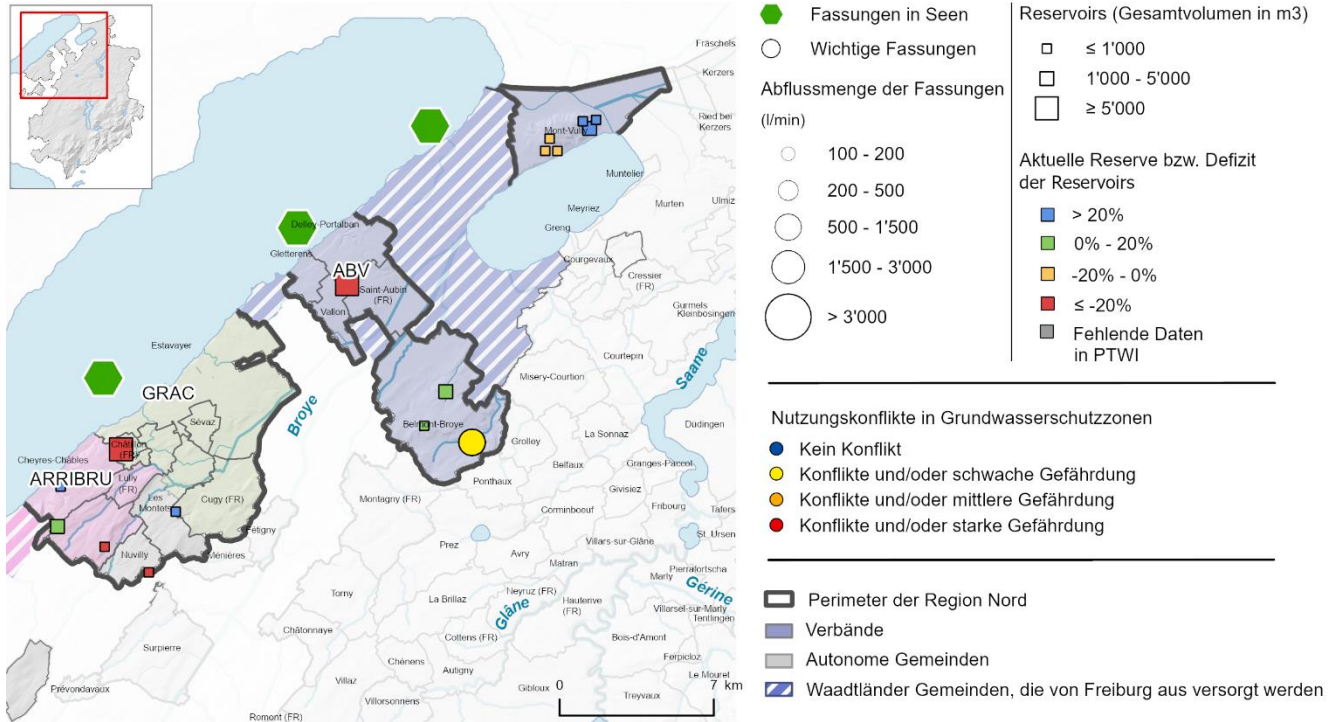 Fräschels
Kerzers
Ried bei
Kerzers
Mont-Vully
Muntelier
Murten
Ulmiz
Meyriez
Greng
Courgevaux
Cressier
(FR)
Gurmels
Kleinbösingen
Delley-Portalban
Gletterens
ABV
Saint-Aubin
(FR)
Vallon
Estavayer
Courtepin
Misery-Courtion
Saane
Düdingen
GRAC
Broye
Sévaz
Belmont-Broye
Grolley
La Sonnaz
Châtillon
(FR)
Cheyres-Châbles
ARRIBRU
Lully
(FR)
Les
Montets
Cugy (FR)
Belfaux
Granges-Paccot
Ponthaux
Givisiez
Montagny (FR)
Corminboeuf
Fribourg
Tafers
Fétigny
Ménières
Nuvilly
Prez
Villars-sur-Glâne
St. Ursen
Avry
Matran
Pierrafortscha
Marly
Gérine
Torny
La Brillaz
Neyruz (FR)
Hauterive
(FR)
Villarsel-sur-Marly
Tentlingen
Glâne
Châtonnaye
Cottens (FR)
Bois-d'Amont
Surpierre
Chénens
Autigny
Ferpicloz
Le Mouret
Prévondavaux
Villaz
Villorsonnens
Gibloux
Treyvaux
Romont (FR)
0 7 km
Fassungen in Seen
Wichtige Fassungen
Abflussmenge der Fassungen
(l/min)
100 - 200
200 - 500
500 - 1'500
1'500 - 3'000
> 3'000
Reservoirs (Gesamtvolumen in m3)
≤ 1'000
1'000 - 5'000
≥ 5'000
Aktuelle Reserve bzw. Defizit
der Reservoirs
> 20%
0% - 20%
-20% - 0%
≤ -20%
Fehlende Daten
in PTWI
Nutzungskonflikte in Grundwasserschutzzonen
Kein Konflikt
Konflikte und/oder schwache Gefährdung
Konflikte und/oder mittlere Gefährdung
Konflikte und/oder starke Gefährdung
Perimeter der Region Nord
Verbände
Autonome Gemeinden
Waadtländer Gemeinden, die von Freiburg aus versorgt werden